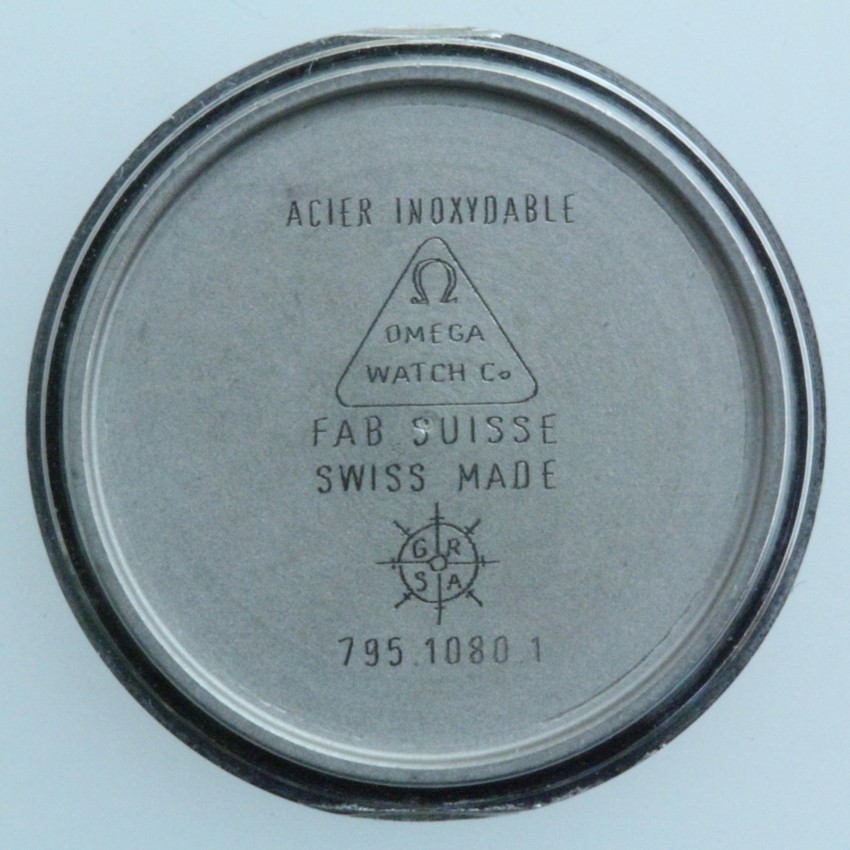 ACIER INOXYDABLE
Ω
OMEGA
WATCH Co
FAB SUISSE
SWISS MADE
G R
S A
795.1080.1